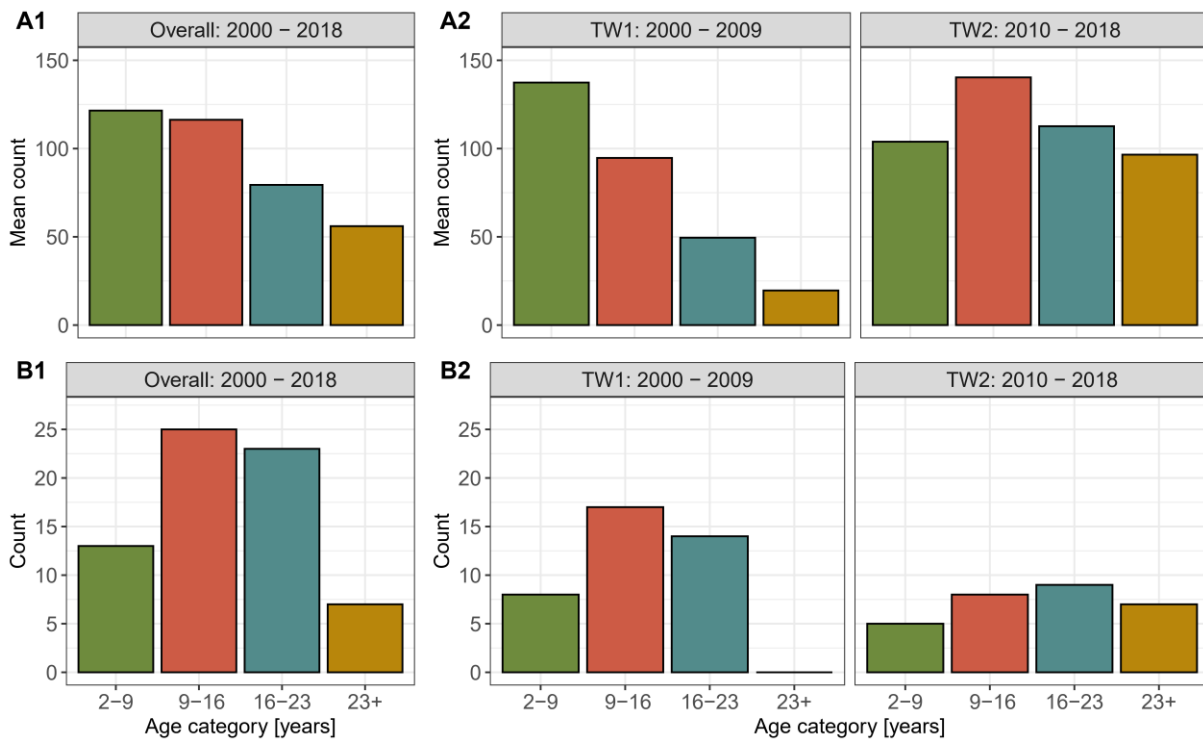 A1
Overall: 2000 − 2018
A2
TW1: 2000 − 2009
TW2: 2010 − 2018
150
100
50
0
Mean count
150
100
50
0
Mean count
B1
Overall: 2000 − 2018
B2
TW1: 2000 − 2009
TW2: 2010 − 2018
25
20
15
10
5
0
Count
25
20
15
10
5
0
Count
2−9 9−16 16−23 23+
2−9 9−16 16−23 23+
2−9 9−16 16−23 23+
Age category [years]
Age category [years]